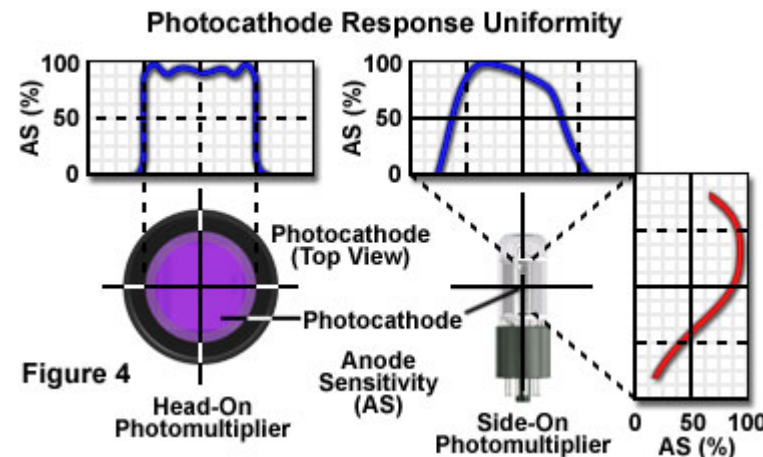 Photocathode Response Uniformity
100
50
0
AS (%)
100
50
0
AS (%)
Photocathode
(Top View)
Photocathode
Anode
Sensitivity
(AS)
Figure 4
Head-On
Photomultiplier
Side-On
Photomultiplier
0 50 100
AS (%)